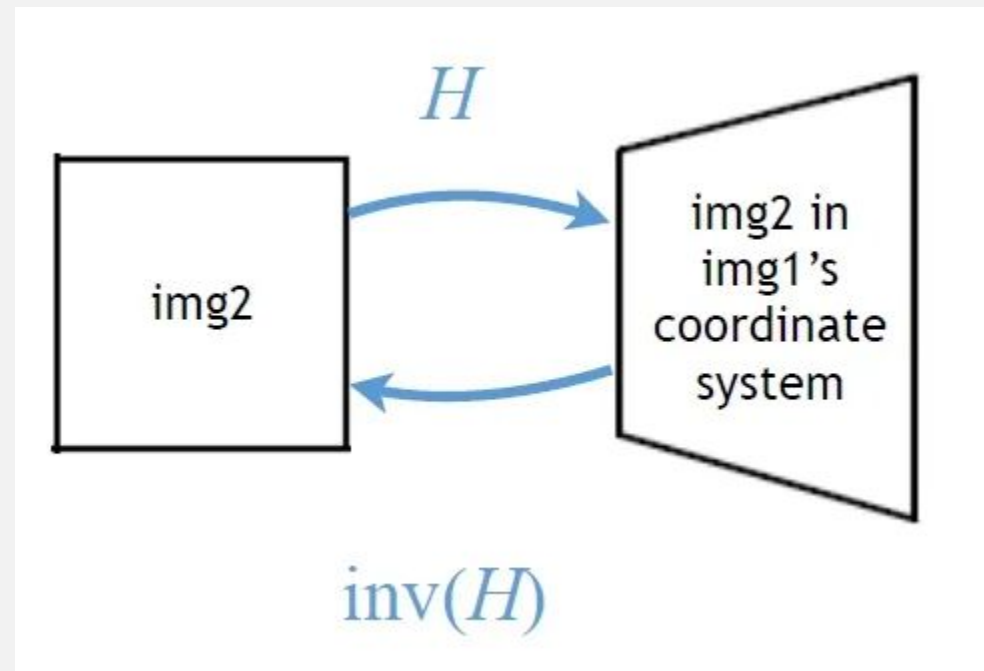 H
img2
img2 in
img1’s
coordinate
system
inv(H)